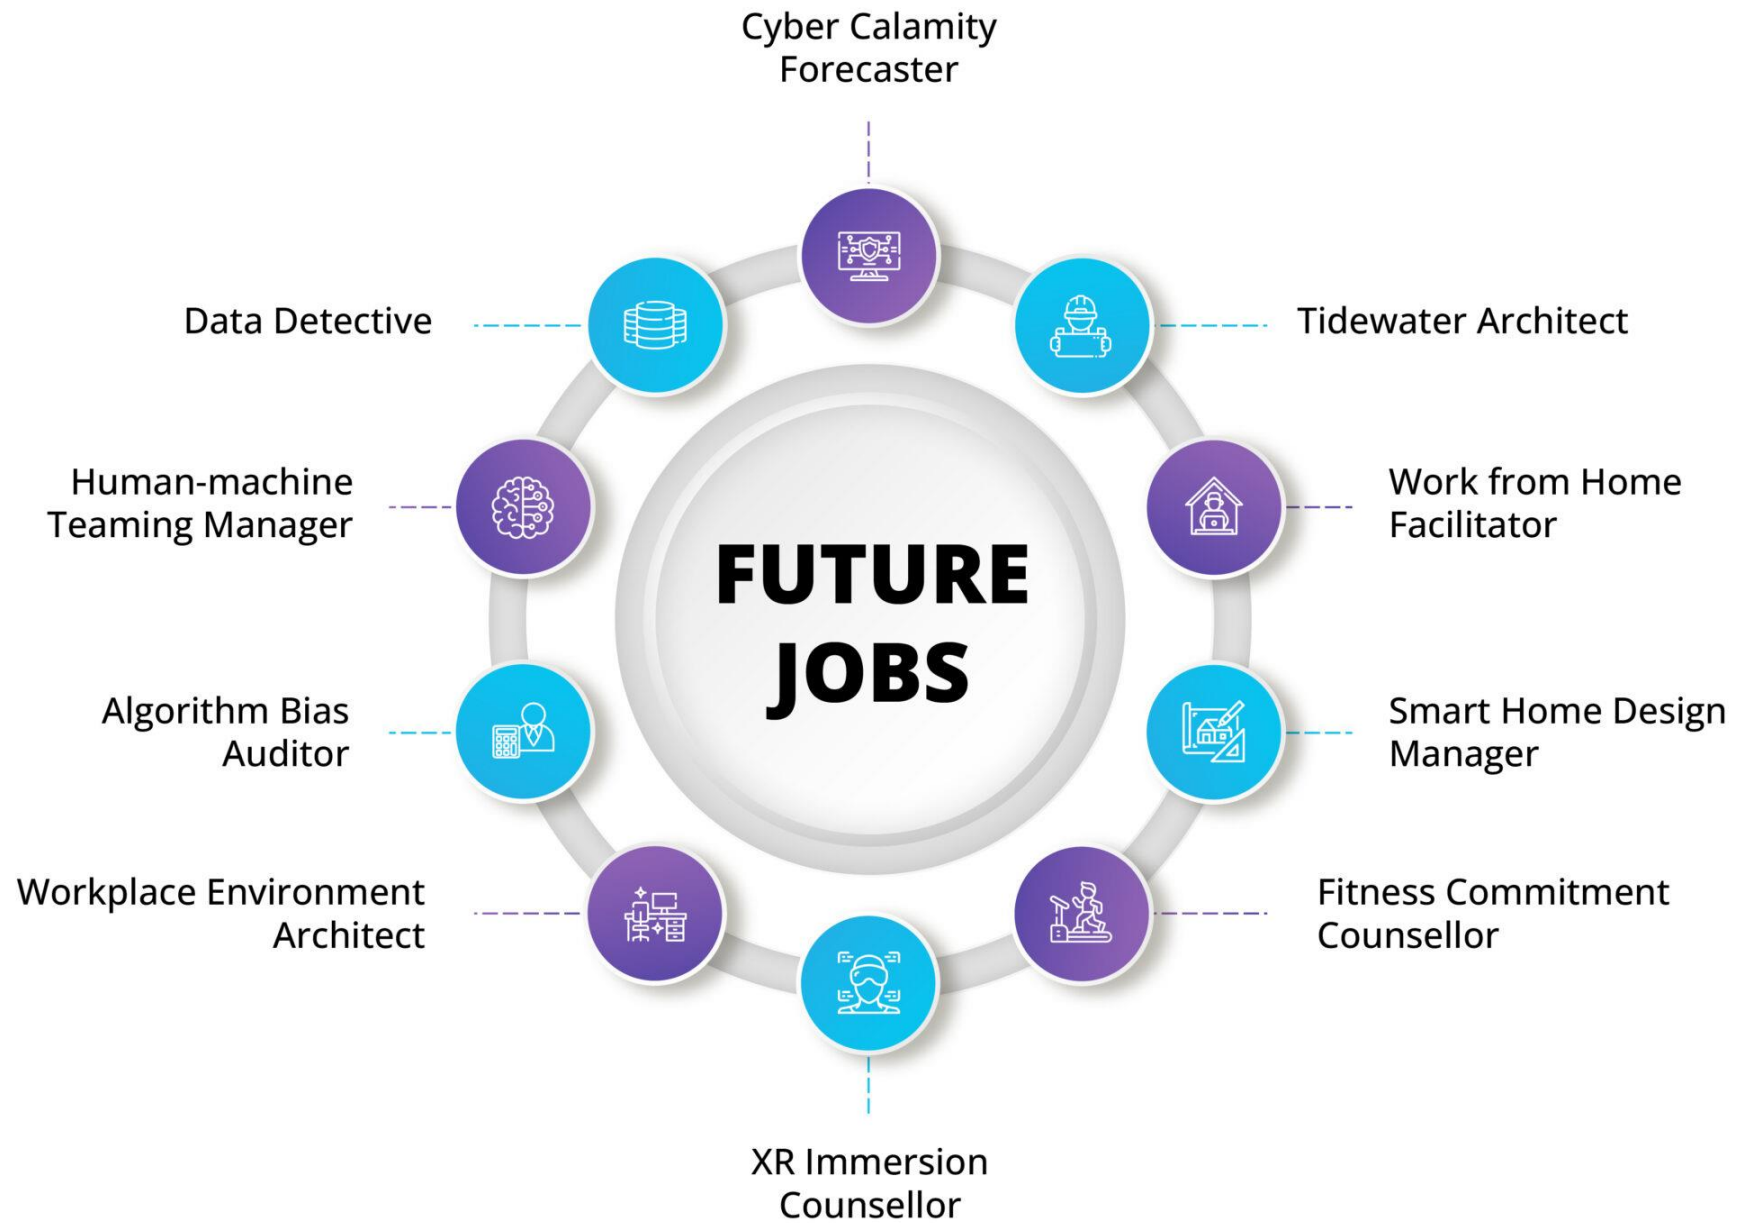 Cyber Calamity
Forecaster
Data Detective
Tidewater Architect
Human-machine
Teaming Manager
Work from Home
Facilitator
FUTURE
JOBS
Algorithm Bias
Auditor
Smart Home Design
Manager
Workplace Environment
Architect
Fitness Commitment
Counsellor
XR Immersion
Counsellor